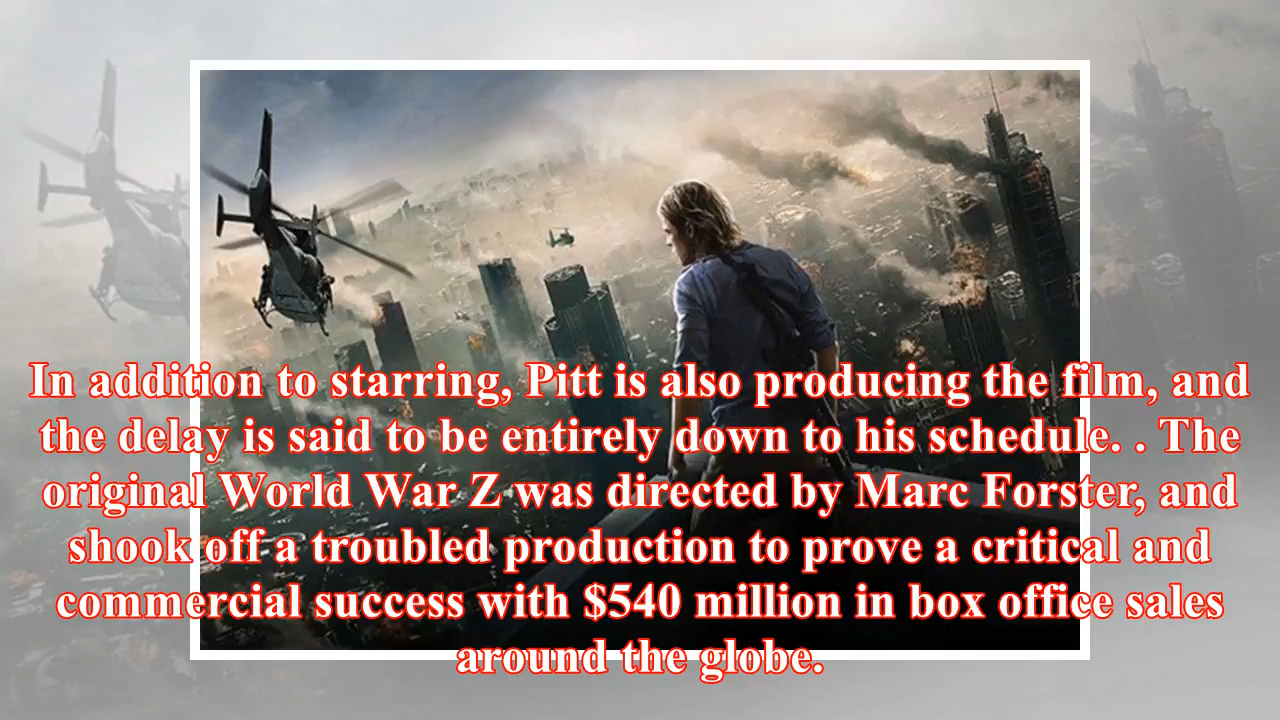 In addition to starring, Pitt is also producing the film, and
the delay is said to be entirely down to his schedule. . The
original World War Z was directed by Marc Forster, and
shook off a troubled production to prove a critical and
commercial success with $540 million in box office sales
around the globe.